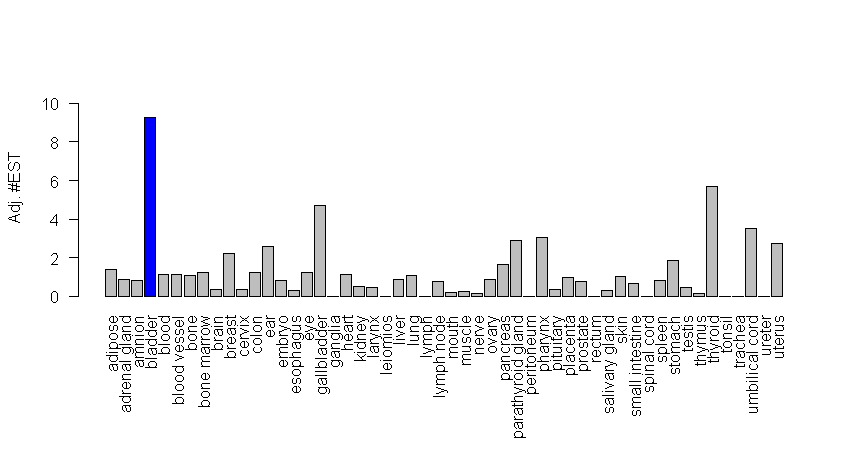 Adj. #EST
10
8
6
4
2
0
adipose
adrenal gland
amnion
bladder
blood
blood vessel
bone
bone marrow
brain
breast
cervix
colon
ear
embryo
esophagus
eye
gallbladder
ganglia
heart
kidney
larynx
leiomios
liver
lung
lymph
lymph node
mouth
muscle
nerve
ovary
pancreas
parathyroid gland
peritoneum
pharynx
pituitary
placenta
prostate
rectum
salivary gland
skin
small intestine
spinal cord
spleen
stomach
testis
thymus
thyroid
tonsil
trachea
umbilical cord
ureter
uterus